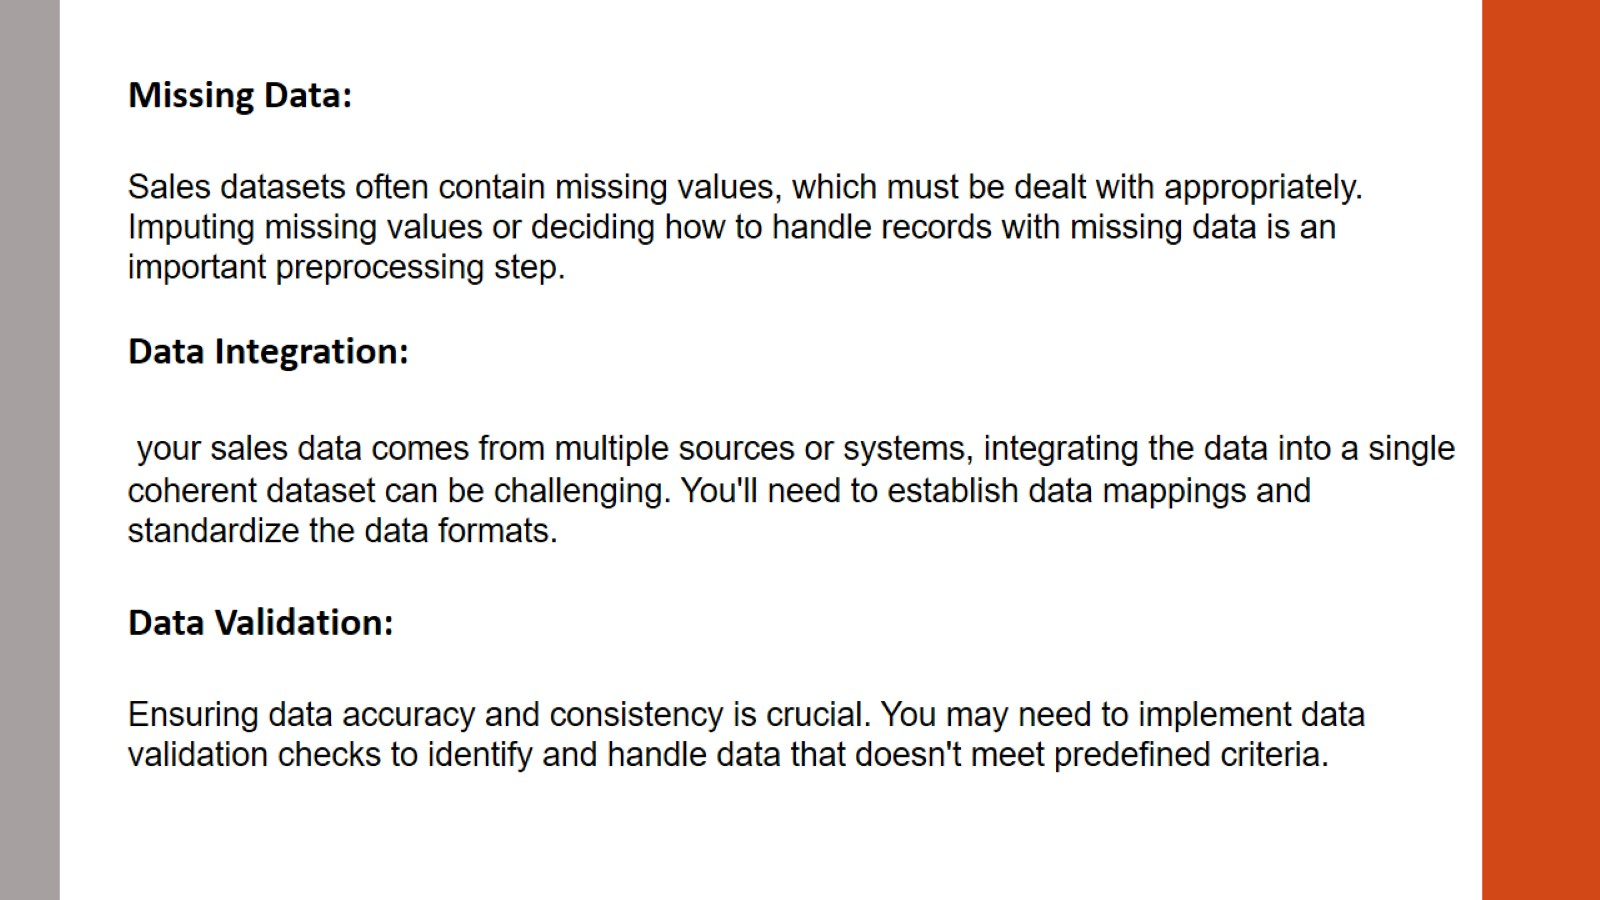 Missing Data:
Sales datasets often contain missing values, which must be dealt with appropriately.
Imputing missing values or deciding how to handle records with missing data is an
important preprocessing step.
Data Integration:
your sales data comes from multiple sources or systems, integrating the data into a single
coherent dataset can be challenging. You'll need to establish data mappings and
standardize the data formats.
Data Validation:
Ensuring data accuracy and consistency is crucial. You may need to implement data
validation checks to identify and handle data that doesn't meet predefined criteria.